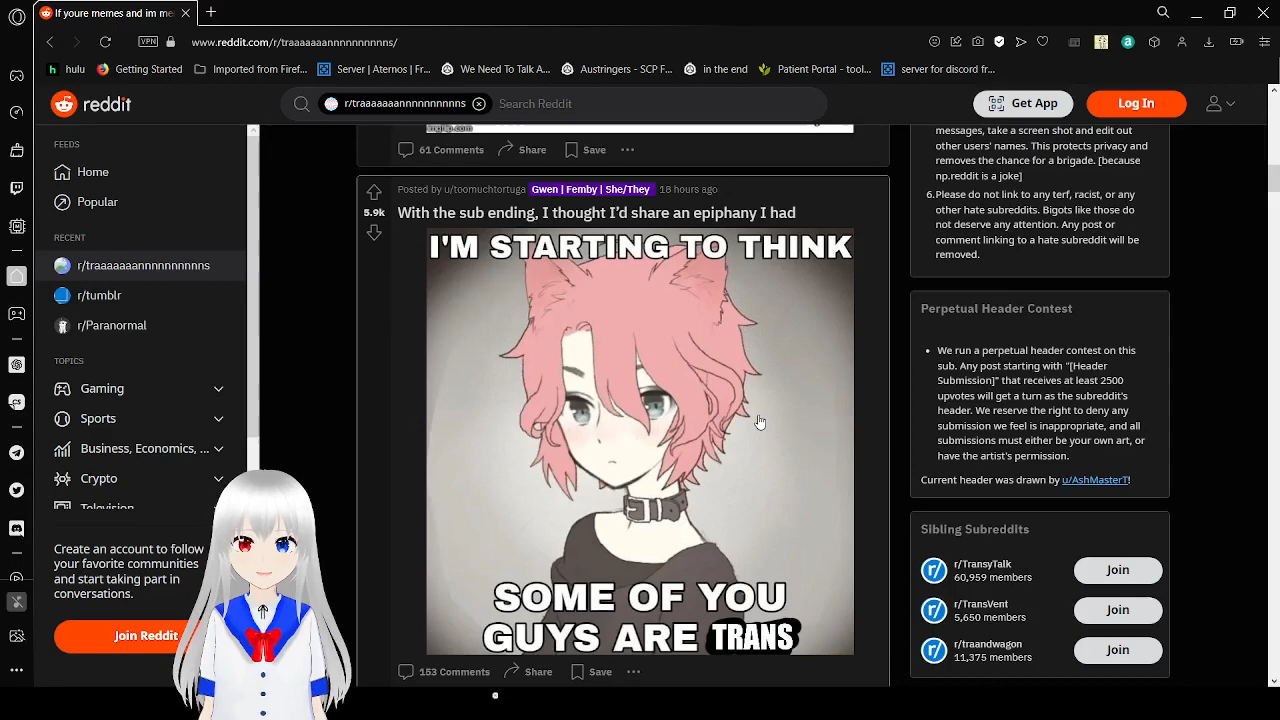 If youre memes and im me
www.reddit.com/r/traaaaaaannnnnnnnnns/
VPN
hulu
Getting Started
Imported from Firef...
Server | Aternos | Fr...
We Need To Talk A...
Austringers - SCP F...
in the end
Patient Portal - tool...
server for discord fr...
reddit
r/traaaaaaannnnnnnnnns
Search Reddit
Get App
Log In
FEEDS
Home
Popular
RECENT
r/traaaaaaannnnnnnnnns
r/tumblr
r/Paranormal
TOPICS
Gaming
Sports
Business, Economics, ...
Crypto
Television
Create an account to follow
your favorite communities
and start taking part in
conversations.
Join Reddit
imgflip.com
61 Comments
Share
Save
Posted by u/toomuchtortuga
Gwen | Femby | She/They
18 hours ago
5.9k
With the sub ending, I thought I'd share an epiphany I had
I'M STARTING TO THINK
SOME OF YOU
GUYS ARE TRANS
153 Comments
Share
Save
messages, take a screen shot and edit out
other users' names. This protects privacy and
removes the chance for a brigade. [because
np.reddit is a joke]
6. Please do not link to any terf, racist, or any
other hate subreddits. Bigots like those do
not deserve any attention. Any post or
comment linking to a hate subreddit will be
removed.
Perpetual Header Contest
We run a perpetual header contest on this
sub. Any post starting with "[Header
Submission]" that receives at least 2500
upvotes will get a turn as the subreddit's
header. We reserve the right to deny any
submission we feel is inappropriate, and all
submissions must either be your own art, or
have the artist's permission.
Current header was drawn by u/AshMasterT!
Sibling Subreddits
r/TransyTalk
60,959 members
Join
r/TransVent
5,650 members
Join
r/traandwagon
11,375 members
Join